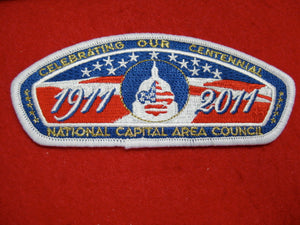 CELEBRATING OUR CENTENNIAL
1911 2011
NATIONAL CAPITAL AREA COUNCIL